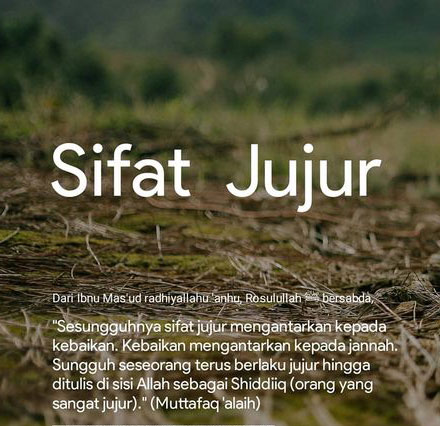 Sifat Jujur
Dari Ibnu Mas'ud radhiyallahu 'anhu, Rosulullah ﷺ bersabda,
"Sesungguhnya sifat jujur mengantarkan kepada
kebaikan. Kebaikan mengantarkan kepada jannah.
Sungguh seseorang terus berlaku jujur hingga
ditulis di sisi Allah sebagai Shiddiiq (orang yang
sangat jujur)." (Muttafaq 'alaih)